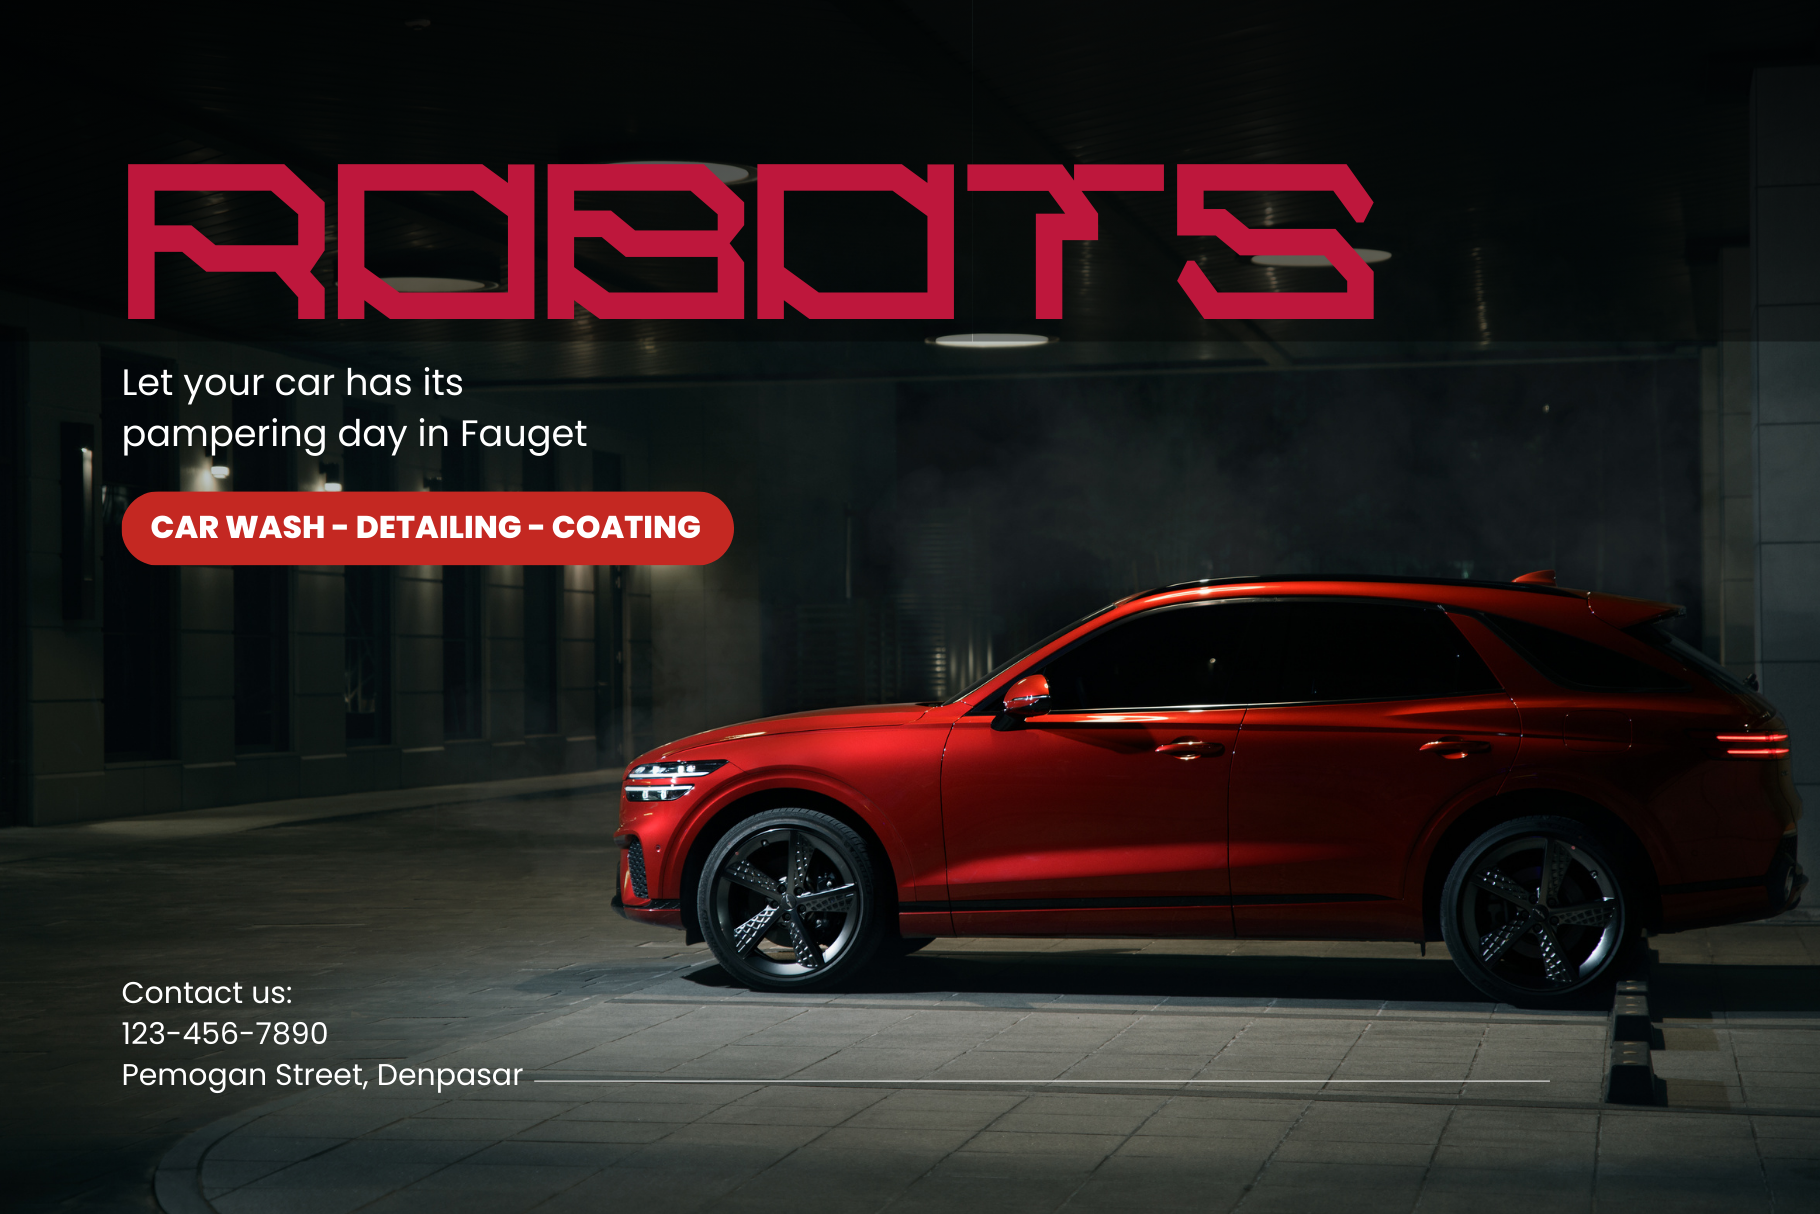 ROBOTS
Let your car has its
pampering day in Fauget
CAR WASH - DETAILING - COATING
Contact us:
123-456-7890
Pemogan Street, Denpasar